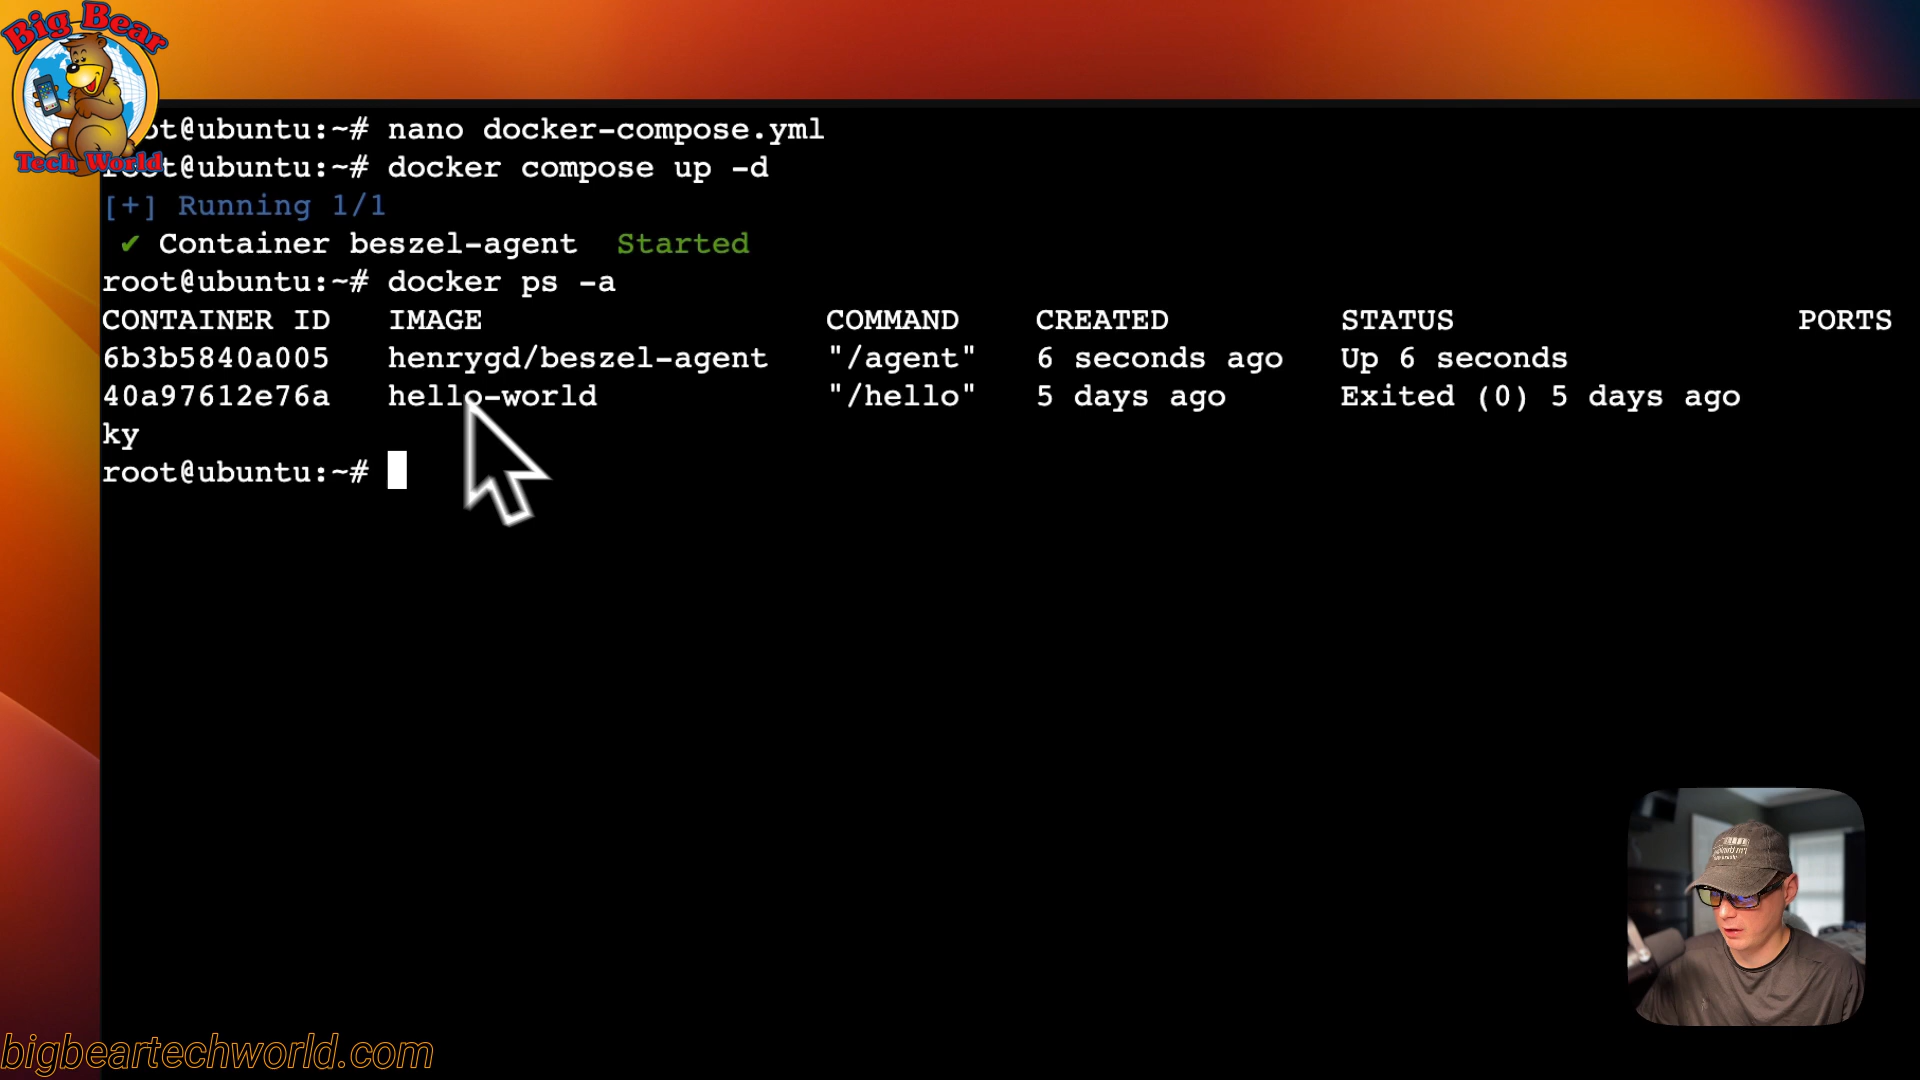 Big Bear
Tech World
root@ubuntu:~# nano docker-compose.yml
root@ubuntu:~# docker compose up -d
[+] Running 1/1
✔ Container beszel-agent Started
root@ubuntu:~# docker ps -a
CONTAINER ID IMAGE COMMAND CREATED STATUS PORTS
6b3b5840a005 henrygd/beszel-agent "/agent" 6 seconds ago Up 6 seconds
40a97612e76a hello-world "/hello" 5 days ago Exited (0) 5 days ago
ky
root@ubuntu:~#
bigbeartechworld.com